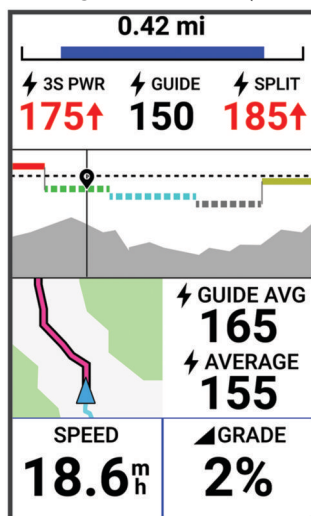 0.42 mi
3S PWR GUIDE SPLIT
175↑ 150 185↑
GUIDE AVG
165
AVERAGE
155
SPEED
18.6 mh
GRADE
2%